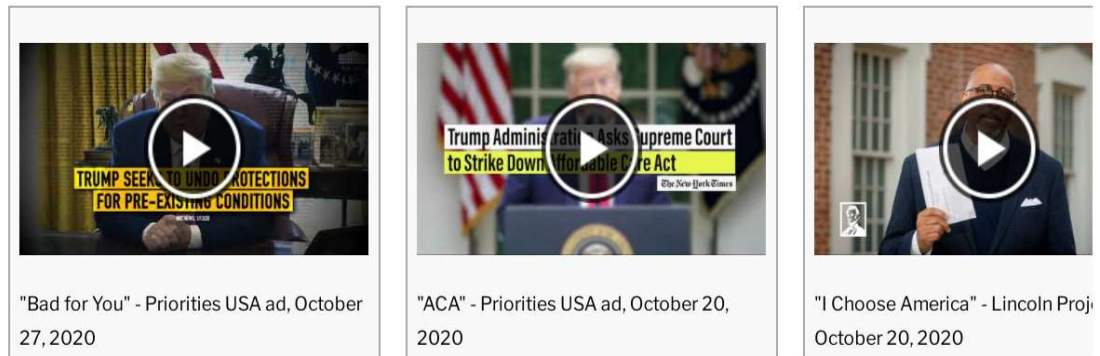 TRUMP SEEKS TO UNDO PROTECTIONS
FOR PRE-EXISTING CONDITIONS
"Bad for You" - Priorities USA ad, October
27, 2020
Trump Administration Asks Supreme Court
to Strike Down Affordable Care Act
The New York Times
"ACA" - Priorities USA ad, October 20,
2020
"I Choose America" - Lincoln Proj
October 20, 2020